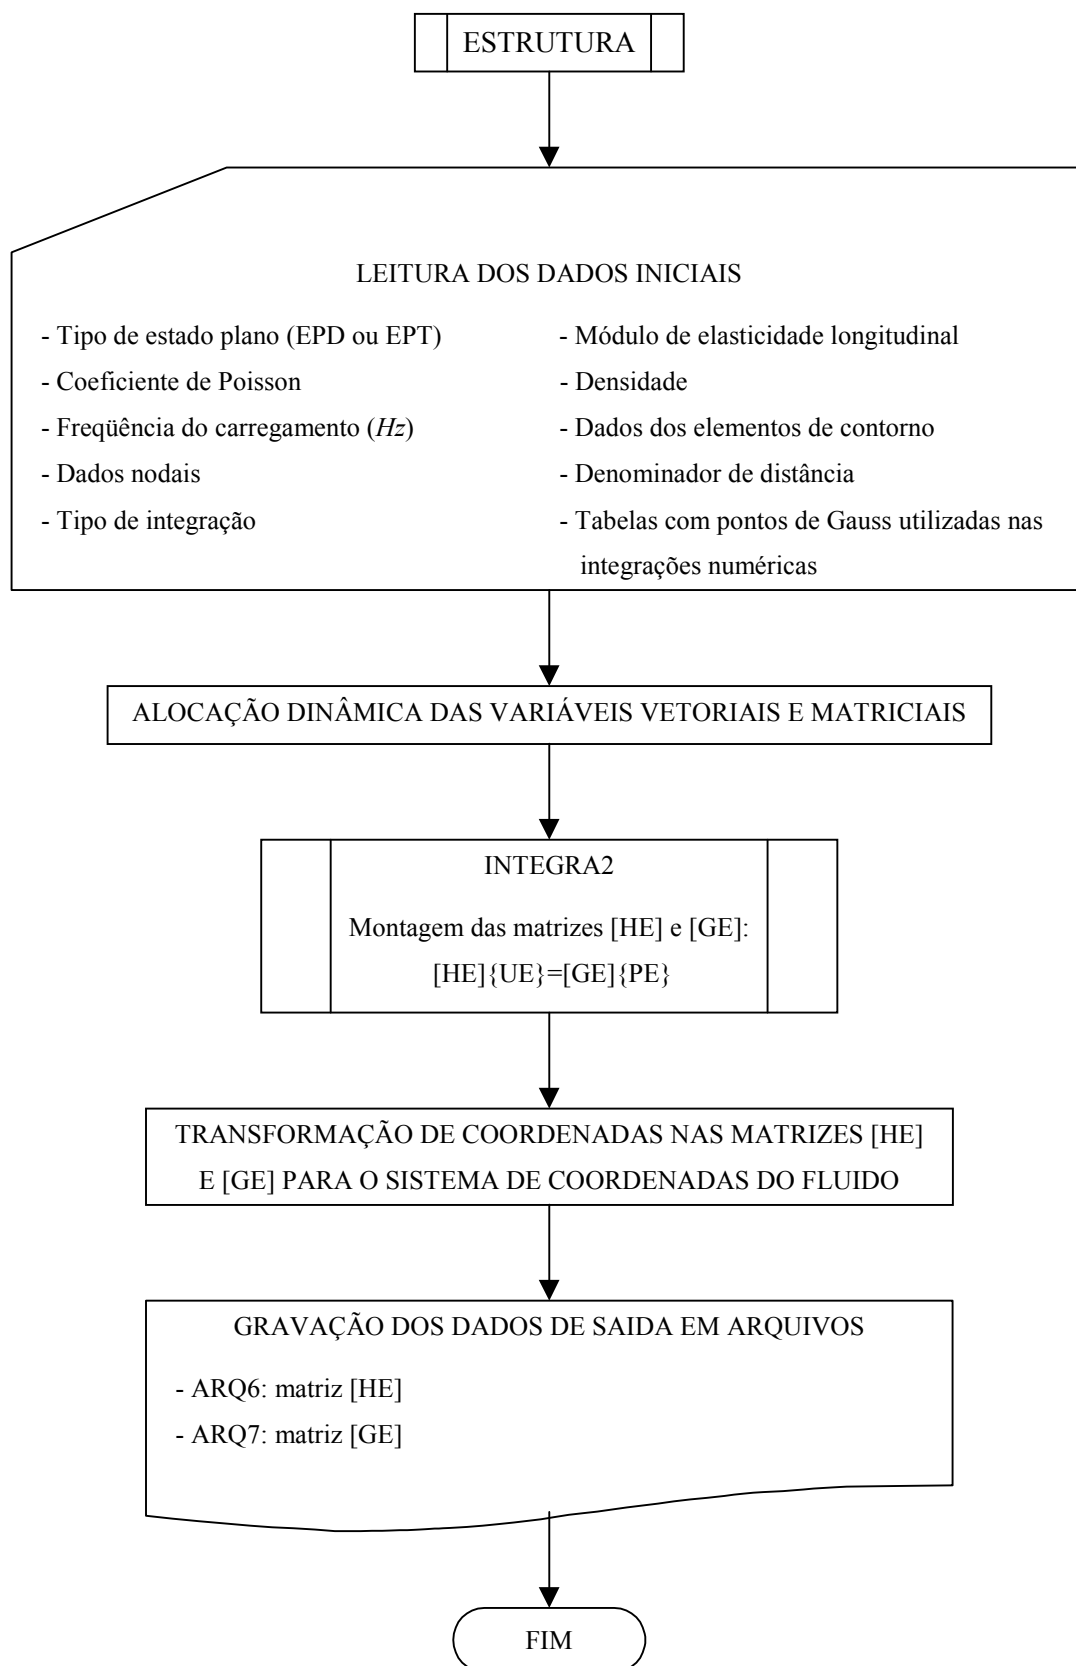 ESTRUTURA
LEITURA DOS DADOS INICIAIS
- Tipo de estado plano (EPD ou EPT)
- Coeficiente de Poisson
- Freqüência do carregamento (Hz)
- Dados nodais
- Tipo de integração
- Módulo de elasticidade longitudinal
- Densidade
- Dados dos elementos de contorno
- Denominador de distância
- Tabelas com pontos de Gauss utilizadas nas
integrações numéricas
ALOCAÇÃO DINÂMICA DAS VARIÁVEIS VETORIAIS E MATRICIAIS
INTEGRA2
Montagem das matrizes [HE] e [GE]:
[HE]{UE}=[GE]{PE}
TRANSFORMAÇÃO DE COORDENADAS NAS MATRIZES [HE]
E [GE] PARA O SISTEMA DE COORDENADAS DO FLUIDO
GRAVAÇÃO DOS DADOS DE SAIDA EM ARQUIVOS
- ARQ6: matriz [HE]
- ARQ7: matriz [GE]
FIM